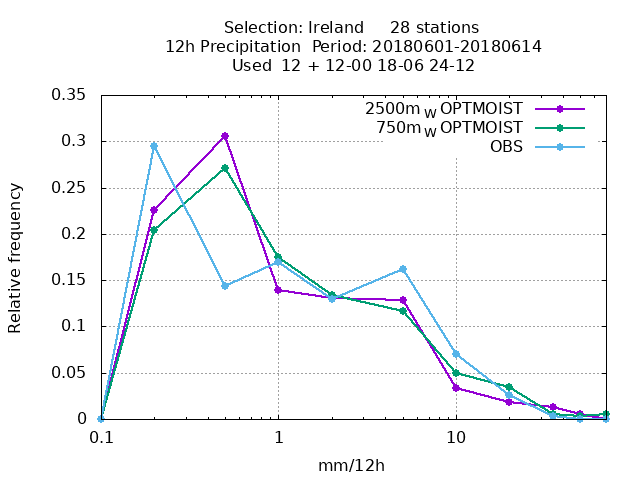 Selection: Ireland     28 stations
12h Precipitation  Period: 20180601-20180614
Used  12 + 12-00 18-06 24-12
2500m W OPTMOIST
750m W OPTMOIST
OBS
0.35
0.3
0.25
0.2
0.15
0.1
0.05
0
Relative frequency
0.1 1 10
mm/12h